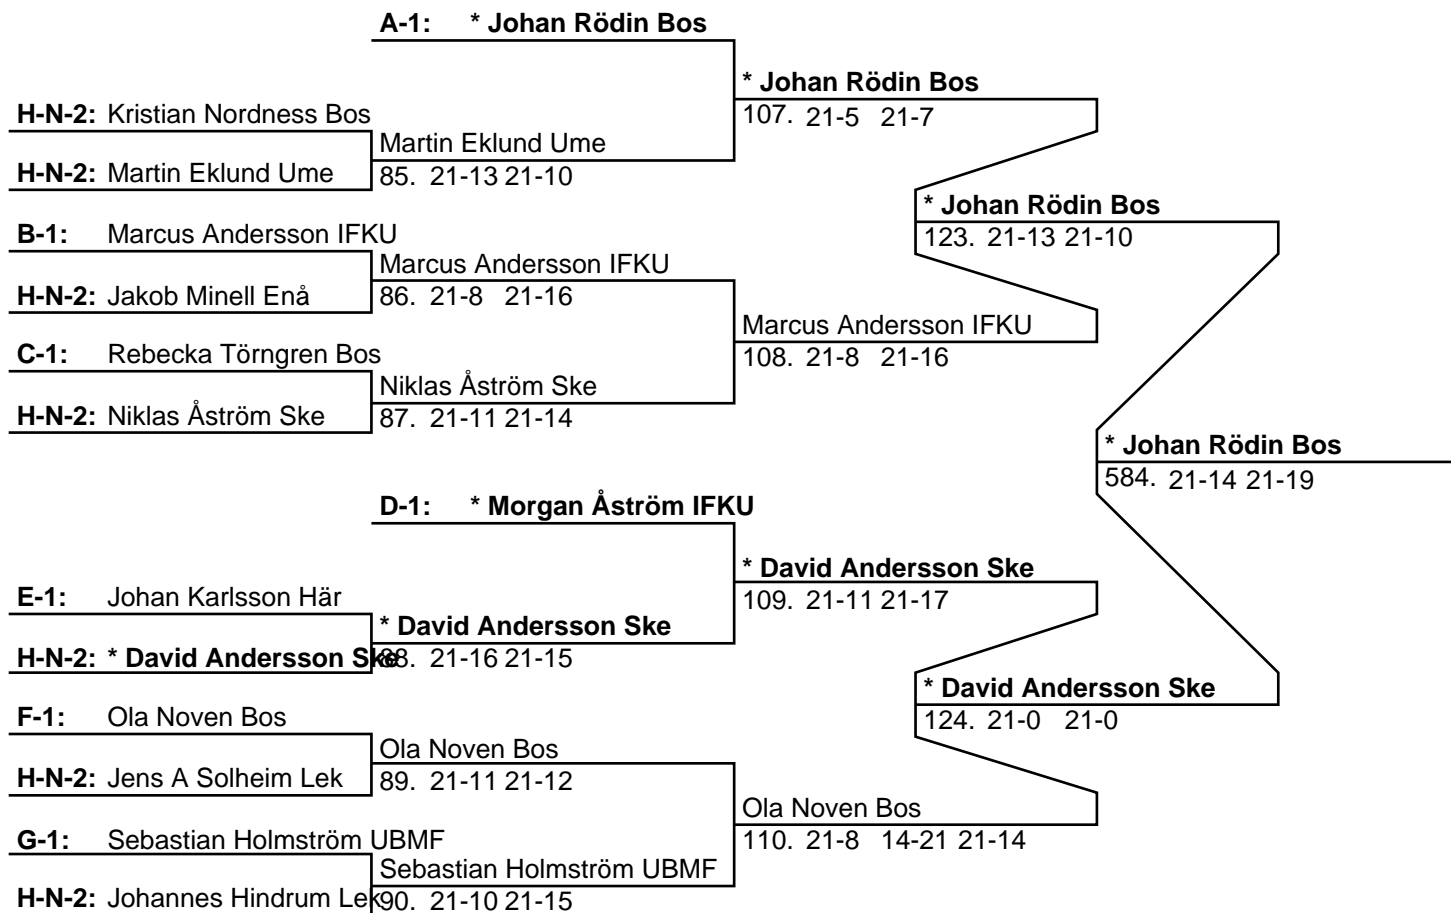 A-1: * Johan Rödin Bos
* Johan Rödin Bos
107. 21-5 21-7
H-N-2: Kristian Nordness Bos
Martin Eklund Ume
H-N-2: Martin Eklund Ume
85. 21-13 21-10
* Johan Rödin Bos
123. 21-13 21-10
B-1: Marcus Andersson IFKU
Marcus Andersson IFKU
H-N-2: Jakob Minell Enå
86. 21-8 21-16
Marcus Andersson IFKU
108. 21-8 21-16
C-1: Rebecka Törngren Bos
Niklas Åström Ske
H-N-2: Niklas Åström Ske
87. 21-11 21-14
* Johan Rödin Bos
584. 21-14 21-19
D-1: * Morgan Åström IFKU
* David Andersson Ske
109. 21-11 21-17
E-1: Johan Karlsson Här
* David Andersson Ske
H-N-2: * David Andersson Ske
88. 21-16 21-15
* David Andersson Ske
124. 21-0 21-0
F-1: Ola Noven Bos
Ola Noven Bos
H-N-2: Jens A Solheim Lek
89. 21-11 21-12
Ola Noven Bos
110. 21-8 14-21 21-14
G-1: Sebastian Holmström UBMF
Sebastian Holmström UBMF
H-N-2: Johannes Hindrum Lek
90. 21-10 21-15